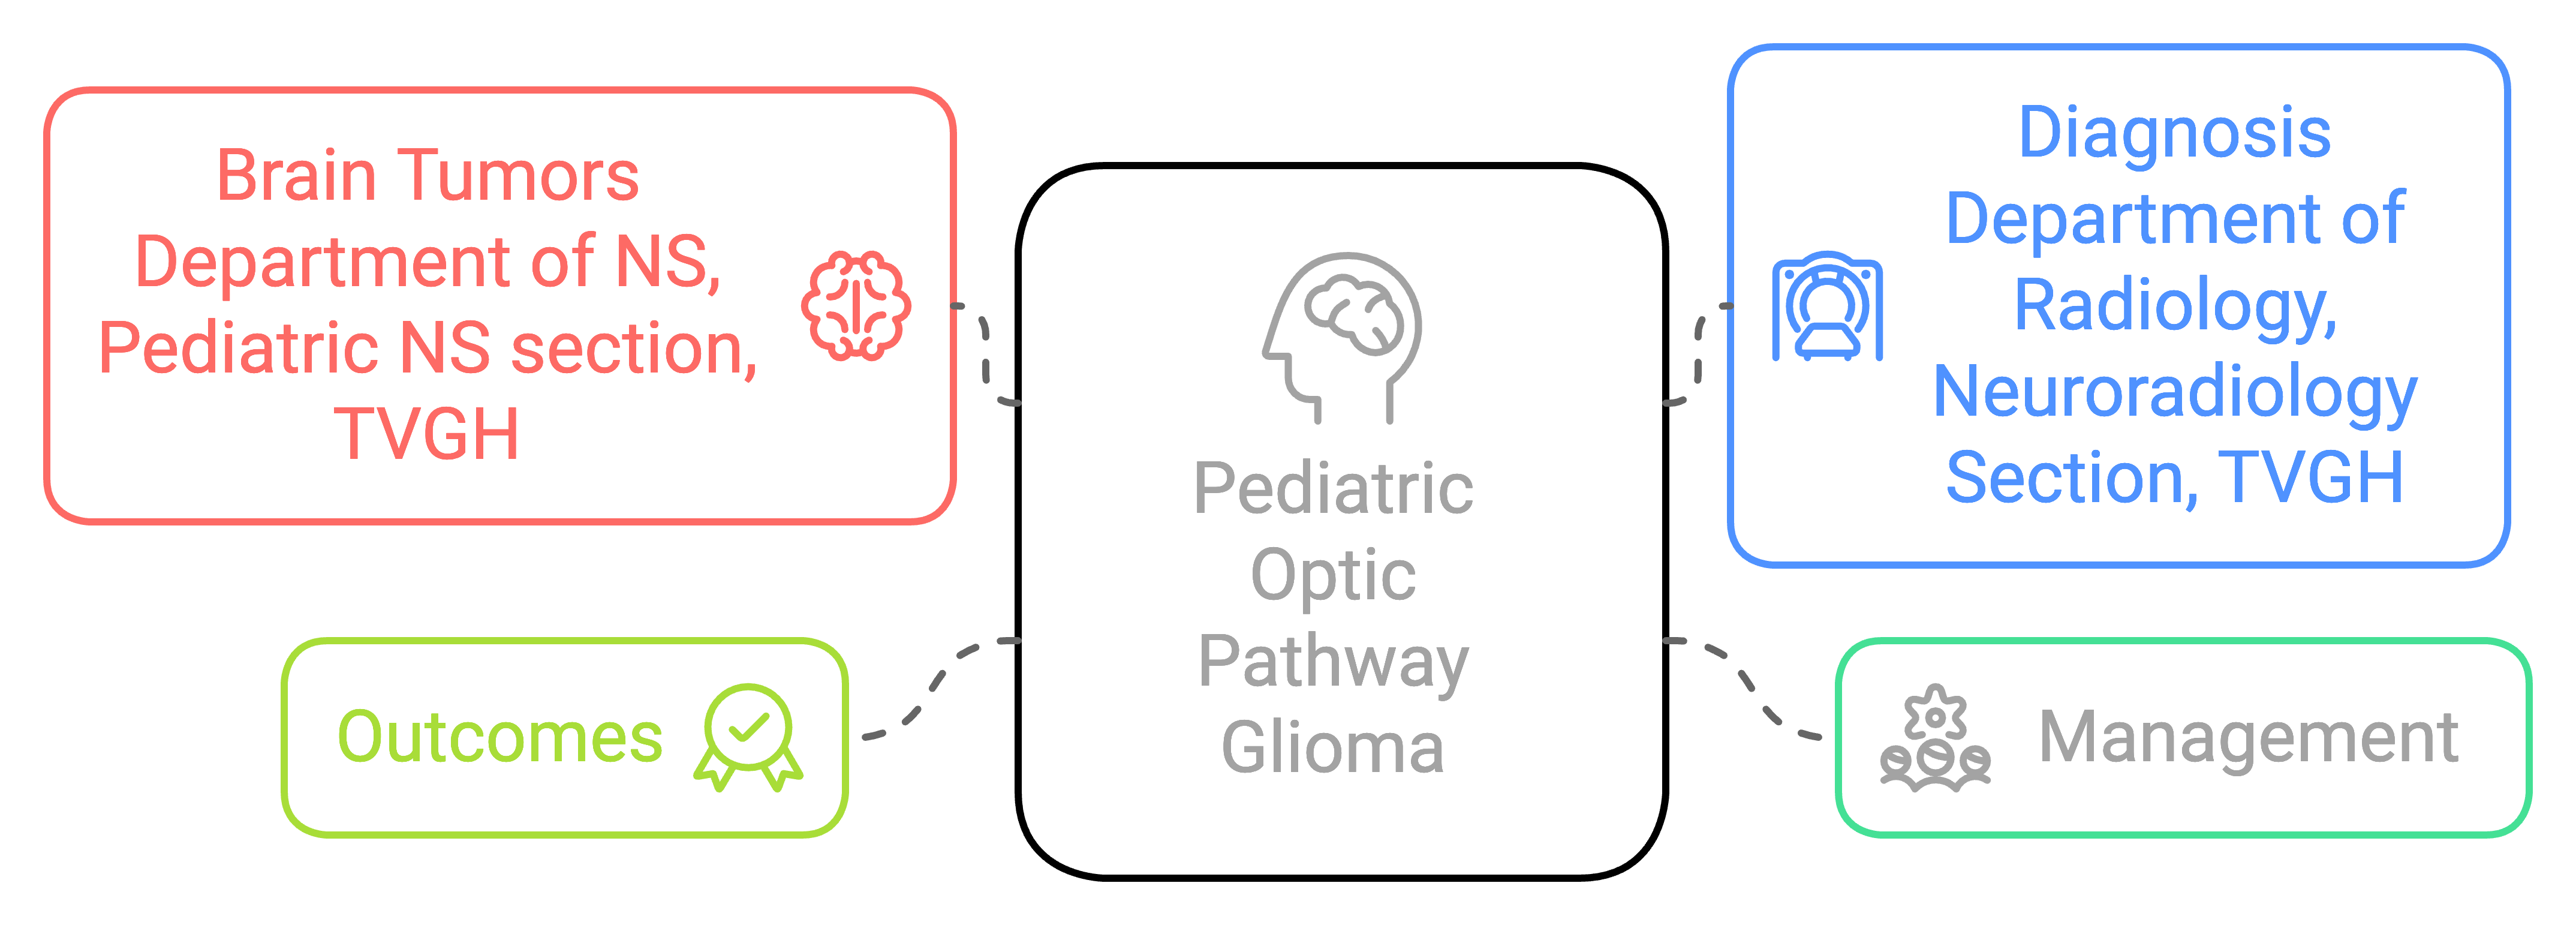 Brain Tumors
Department of NS,
Pediatric NS section,
TVGH
Outcomes
Pediatric
Optic
Pathway
Glioma
Diagnosis
Department of
Radiology,
Neuroradiology
Section, TVGH
Management